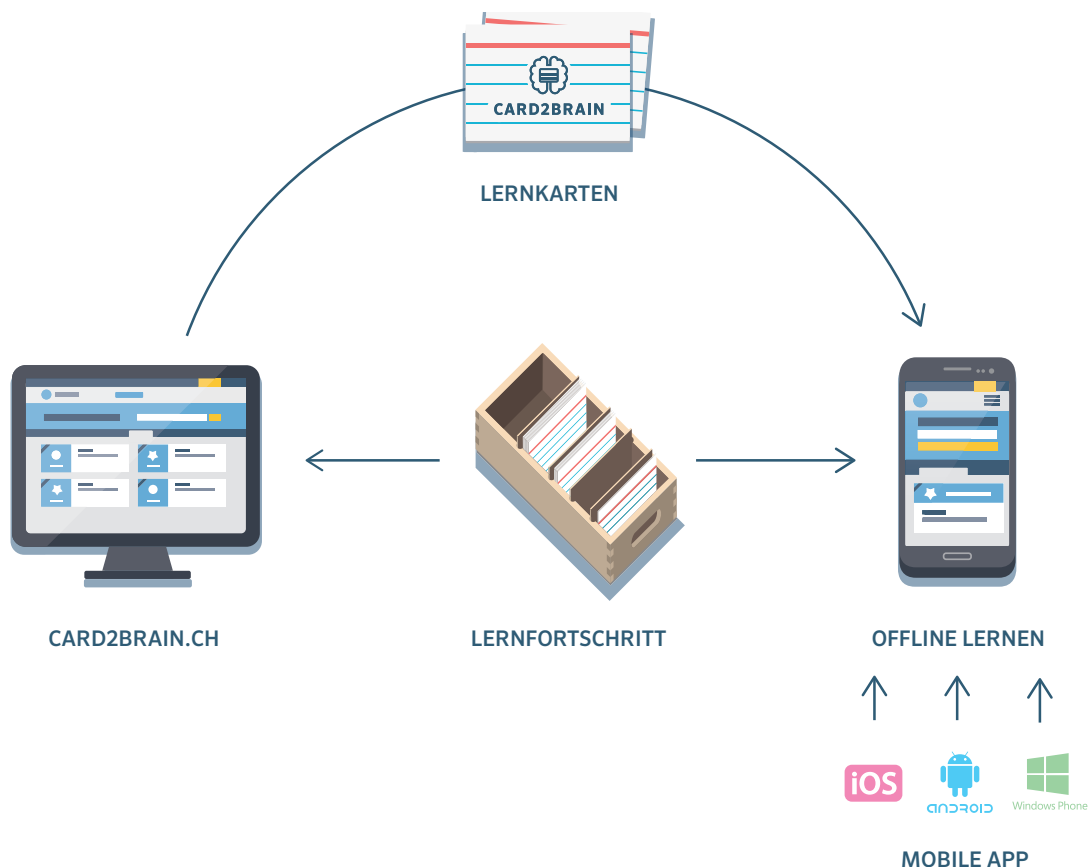 CARD2BRAIN
LERNKARTEN
CARD2BRAIN.CH
LERNFORTSCHRITT
OFFLINE LERNEN
iOS
ANDROID
Windows Phone
MOBILE APP